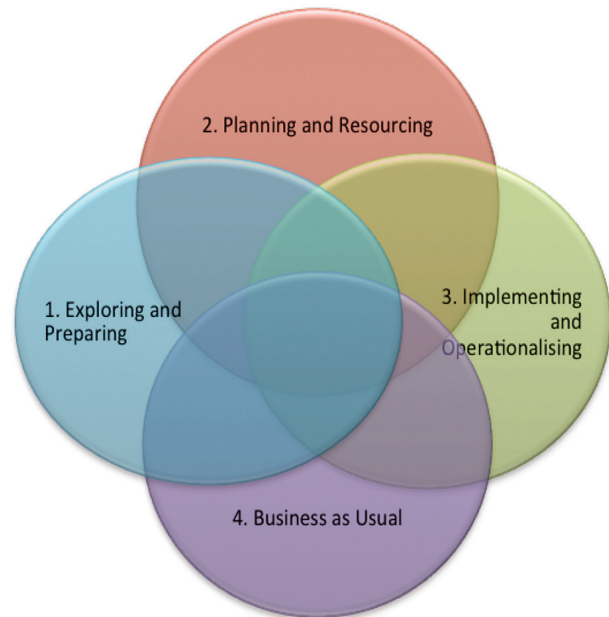 2. Planning and Resourcing
1. Exploring and
Preparing
3. Implementing
and
Operationalising
4. Business as Usual